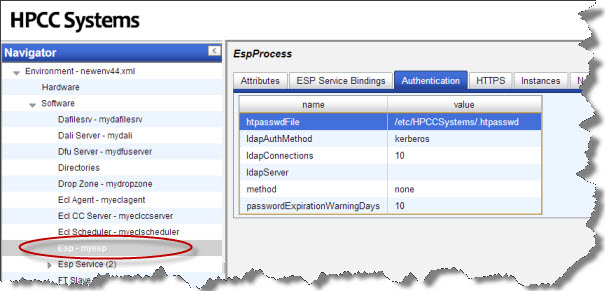 HPCC Systems
Navigator
Environment - newenv44.xml
Hardware
Software
Dafilesrv - mydafilesrv
Dali Server - mydali
Dfu Server - mydfuserver
Directories
Drop Zone - mydropzone
Ecl Agent - myeclagent
Ecl CC Server - myeclccserver
Ecl Scheduler - myeclscheduler
Esp - myesp
Esp Service (2)
FT Slave
EspProcess
Attributes ESP Service Bindings Authentication HTTPS Instances
name value
htpasswdFile /etc/HPCCSystems/.htpasswd
ldapAuthMethod kerberos
ldapConnections 10
ldapServer
method none
passwordExpirationWarningDays 10